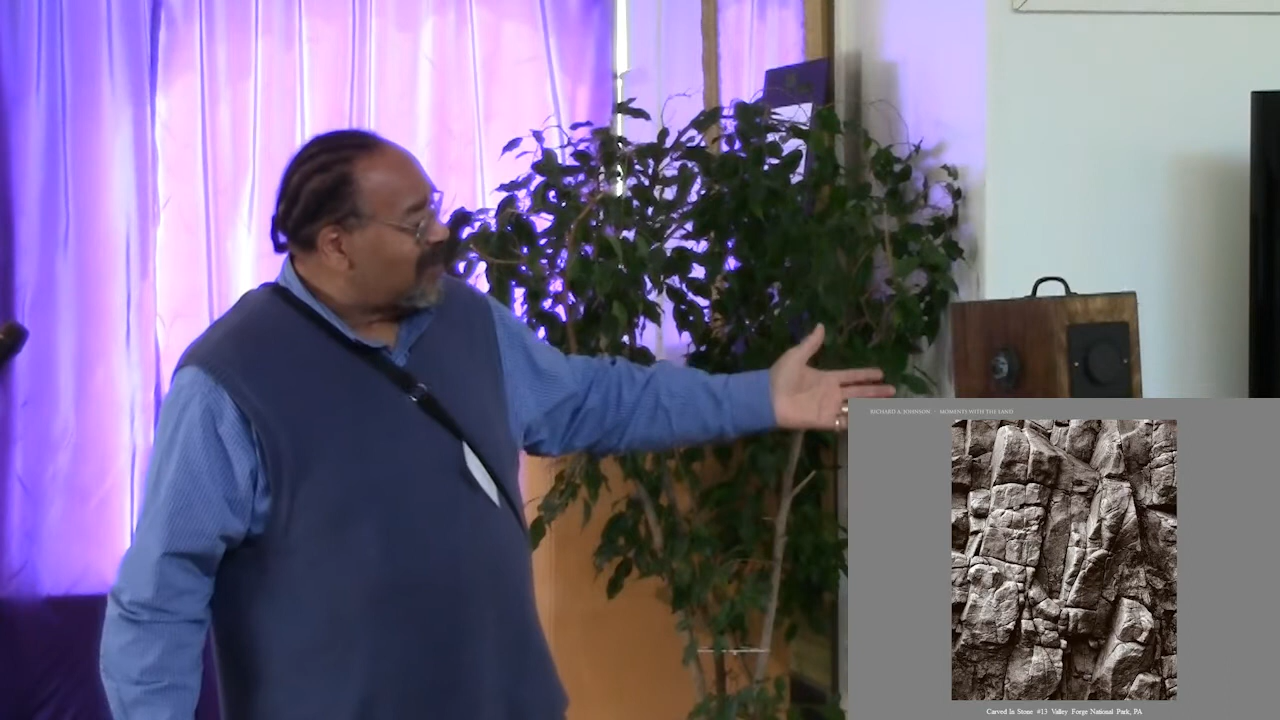 RICHARD A. JOHNSON - MOMENTS WITH THE LAND
Carved In Stone #13 Valley Forge National Park, PA